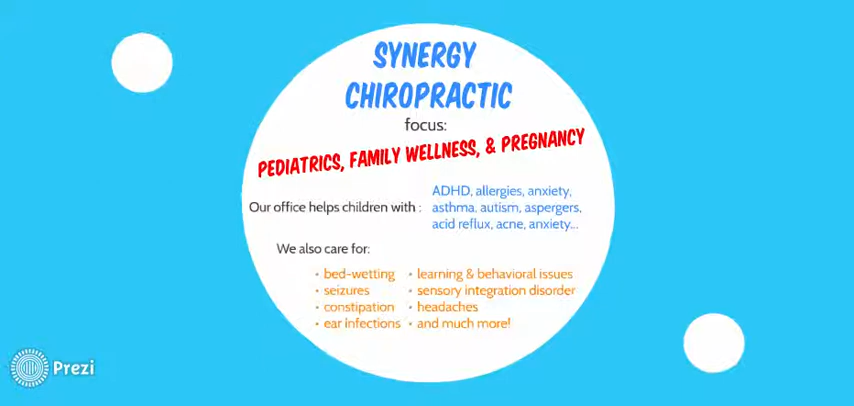 SYNERGY
CHIROPRACTIC
focus:
PEDIATRICS, FAMILY WELLNESS, & PREGNANCY
Our office helps children with :
ADHD, allergies, anxiety,
asthma, autism, aspergers,
acid reflux, acne, anxiety...
We also care for:
• bed-wetting
• seizures
• constipation
• ear infections
• learning & behavioral issues
• sensory integration disorder
• headaches
• and much more!
Prezi